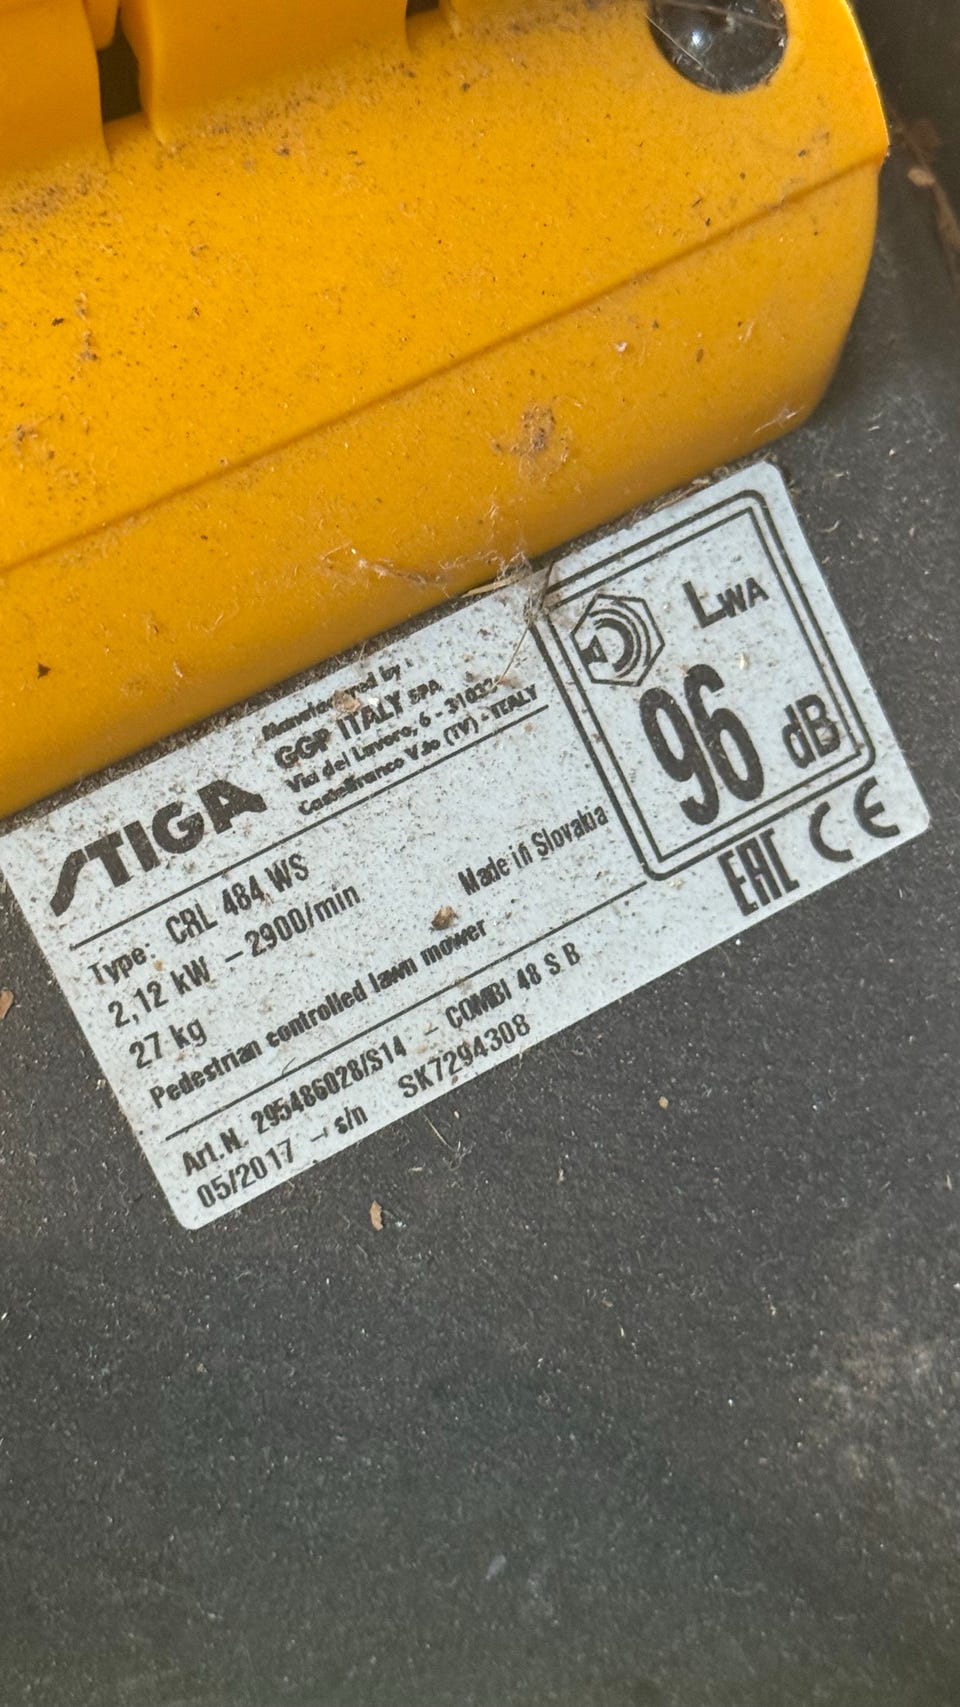 STIGA
Manufactured by
GGP ITALY SPA
Via del Lavoro, 6 - 31033
Castelfranco V.to (TV) - ITALY
LWA
96 dB
Type: CRL 484 WS
2,12 kW - 2900/min
Made in Slovakia
27 kg
Pedestrian controlled lawn mower
EAC CE
Art.N. 295486028/S14 - COMBI 48 S B
05/2017 - s/n SK7294308